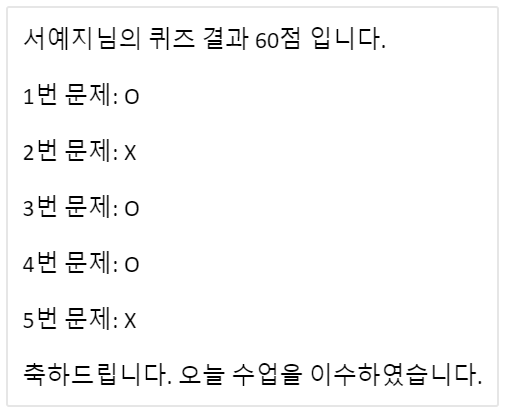 서예지님의 퀴즈 결과 60점 입니다.
1번 문제: O
2번 문제: X
3번 문제: O
4번 문제: O
5번 문제: X
축하드립니다. 오늘 수업을 이수하였습니다.